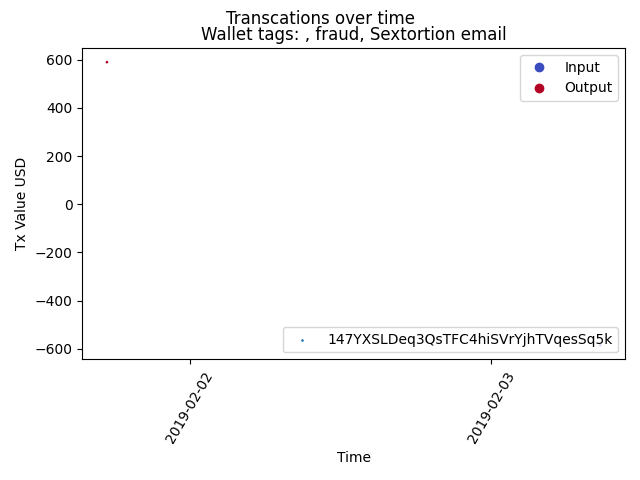 Transcations over time
Wallet tags: , fraud, Sextortion email
Input
Output
600
400
200
0
−200
−400
−600
Tx Value USD
147YXSLDeq3QsTFC4hiSVrYjhTVqesSq5k
2019-02-02
2019-02-03
Time